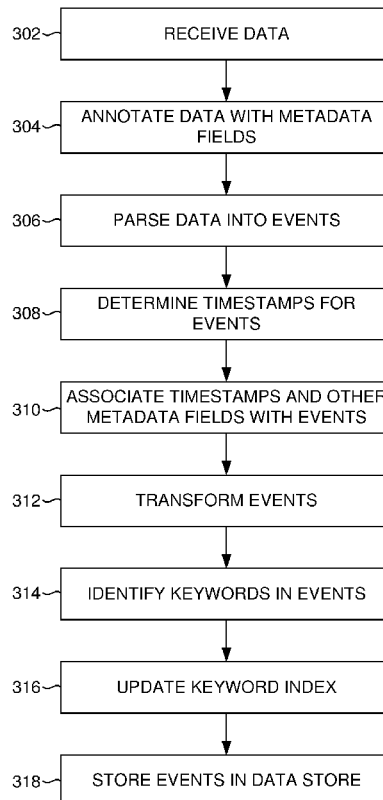 302 RECEIVE DATA
304 ANNOTATE DATA WITH METADATA
FIELDS
306 PARSE DATA INTO EVENTS
308 DETERMINE TIMESTAMPS FOR
EVENTS
310 ASSOCIATE TIMESTAMPS AND OTHER
METADATA FIELDS WITH EVENTS
312 TRANSFORM EVENTS
314 IDENTIFY KEYWORDS IN EVENTS
316 UPDATE KEYWORD INDEX
318 STORE EVENTS IN DATA STORE